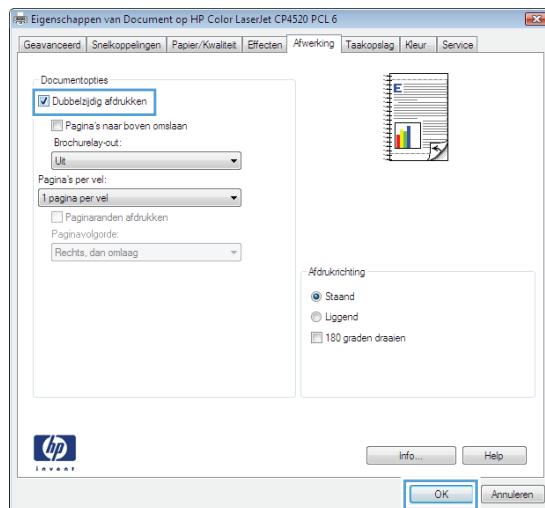 Eigenschappen van Document op HP Color LaserJet CP4520 PCL 6
Geavanceerd Snelkoppelingen Papier/Kwaliteit Effecten Afwerking Taakopslag Kleur Service
Documentopties
Dubbelzijdig afdrukken
Pagina's naar boven omslaan
Brochurelay-out:
Uit
Pagina's per vel:
1 pagina per vel
Paginaranden afdrukken
Paginavolgorde:
Rechts, dan omlaag
E
Afdrukrichting
Staand
Liggend
180 graden draaien
hp
invent
Info... Help
OK Annuleren